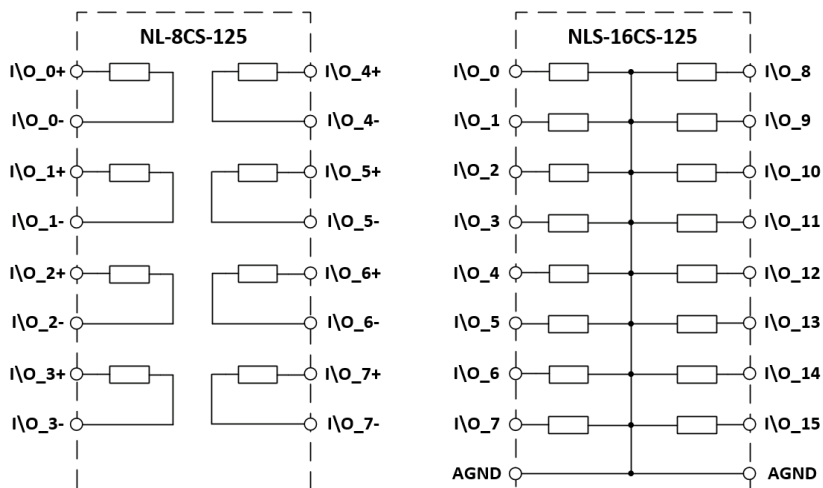 NL-8CS-125
I\O_0+
I\O_4+
I\O_0-
I\O_4-
I\O_1+
I\O_5+
I\O_1-
I\O_5-
I\O_2+
I\O_6+
I\O_2-
I\O_6-
I\O_3+
I\O_7+
I\O_3-
I\O_7-
NLS-16CS-125
I\O_0
I\O_8
I\O_1
I\O_9
I\O_2
I\O_10
I\O_3
I\O_11
I\O_4
I\O_12
I\O_5
I\O_13
I\O_6
I\O_14
I\O_7
I\O_15
AGND
AGND